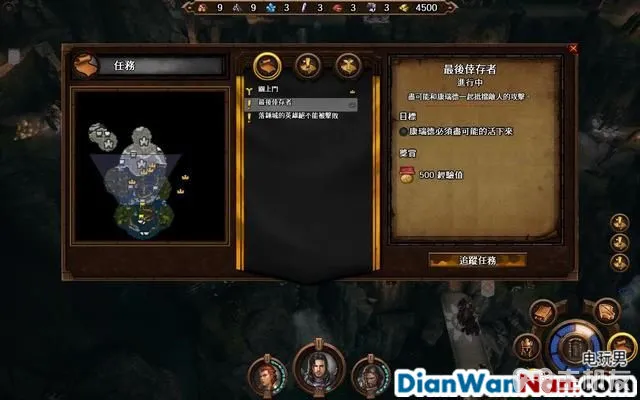 9 9 3 3 3 3 4500
任務
關上門
最後倖存者
落錘城的英雄絕不能被擊敗
最後倖存者
進行中
盡可能和康瑞德一起抵擋敵人的攻擊。
目標
康瑞德必須盡可能的活下來
獎賞
500 經驗值
追蹤任務
电玩男
DianWanNan.com